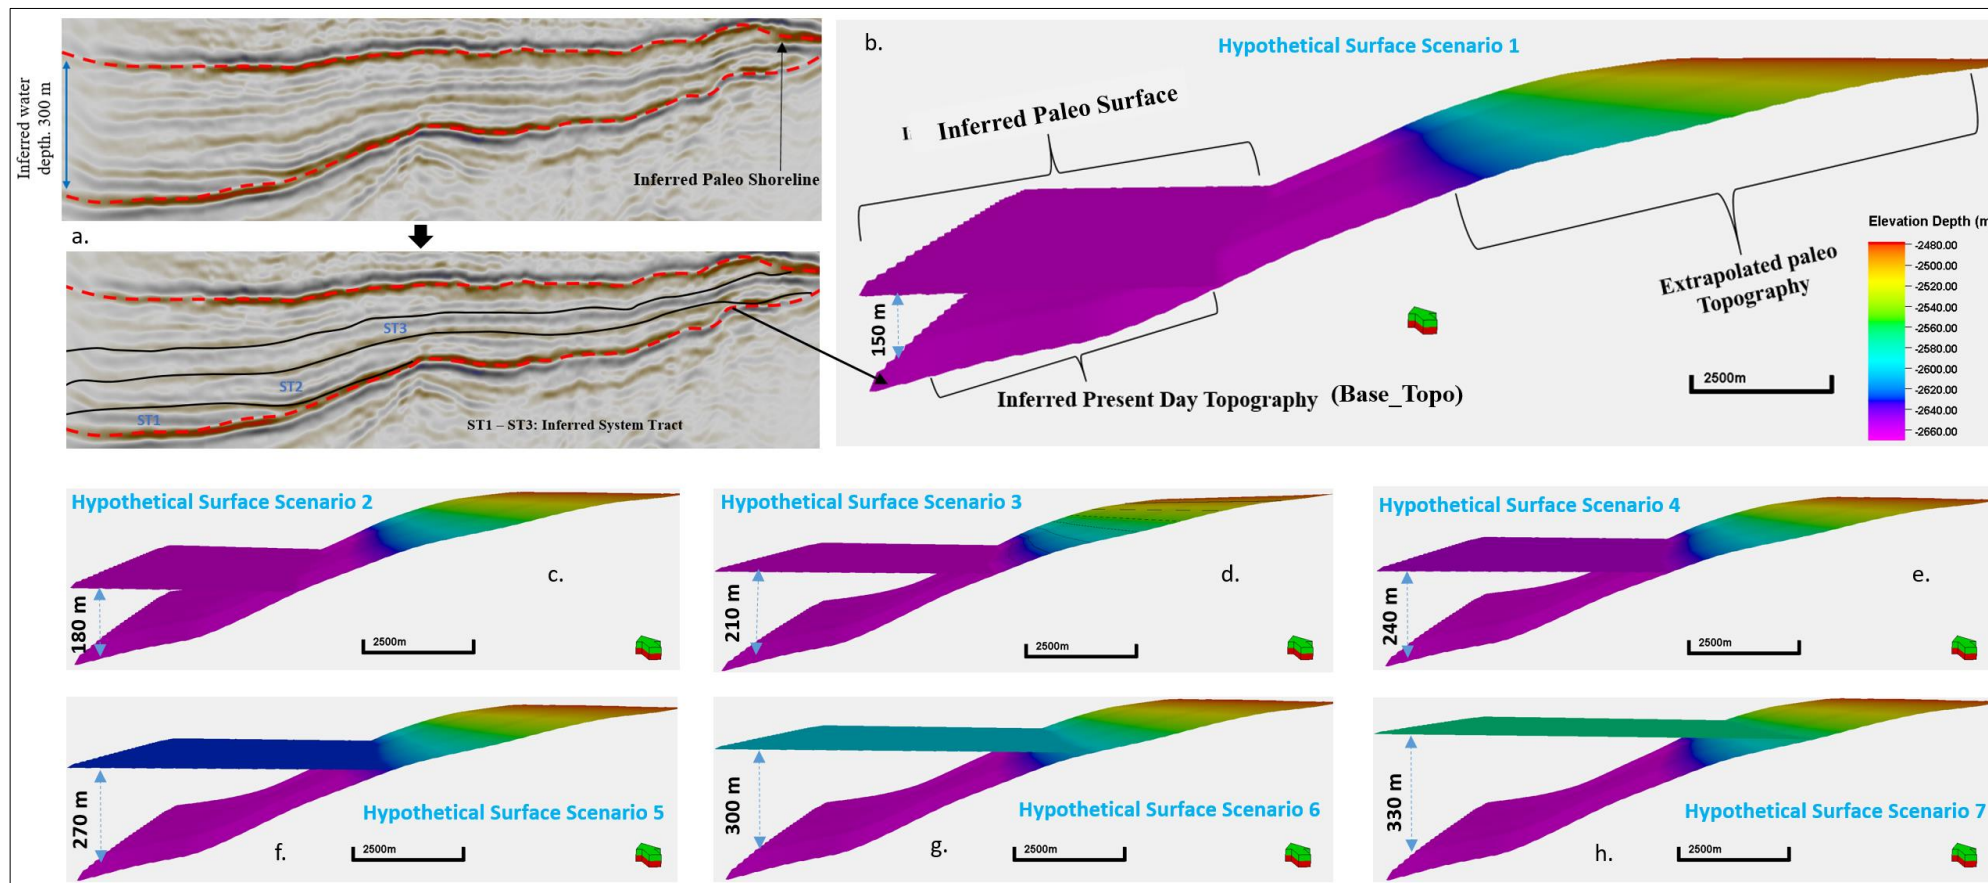 Inferred water
depth. 300 m
Inferred Paleo Shoreline
a.
ST3
ST2
ST1
ST1 – ST3: Inferred System Tract
b.
Hypothetical Surface Scenario 1
Inferred Paleo Surface
150 m
Extrapolated paleo
Topography
Inferred Present Day Topography (Base_Topo)
2500m
Elevation Depth (m
-2480.00
-2500.00
-2520.00
-2540.00
-2560.00
-2580.00
-2600.00
-2620.00
-2640.00
-2660.00
Hypothetical Surface Scenario 2
c.
180 m
2500m
Hypothetical Surface Scenario 3
d.
210 m
2500m
Hypothetical Surface Scenario 4
e.
240 m
2500m
Hypothetical Surface Scenario 5
270 m
f.
2500m
Hypothetical Surface Scenario 6
300 m
g.
2500m
Hypothetical Surface Scenario 7
330 m
h.
2500m